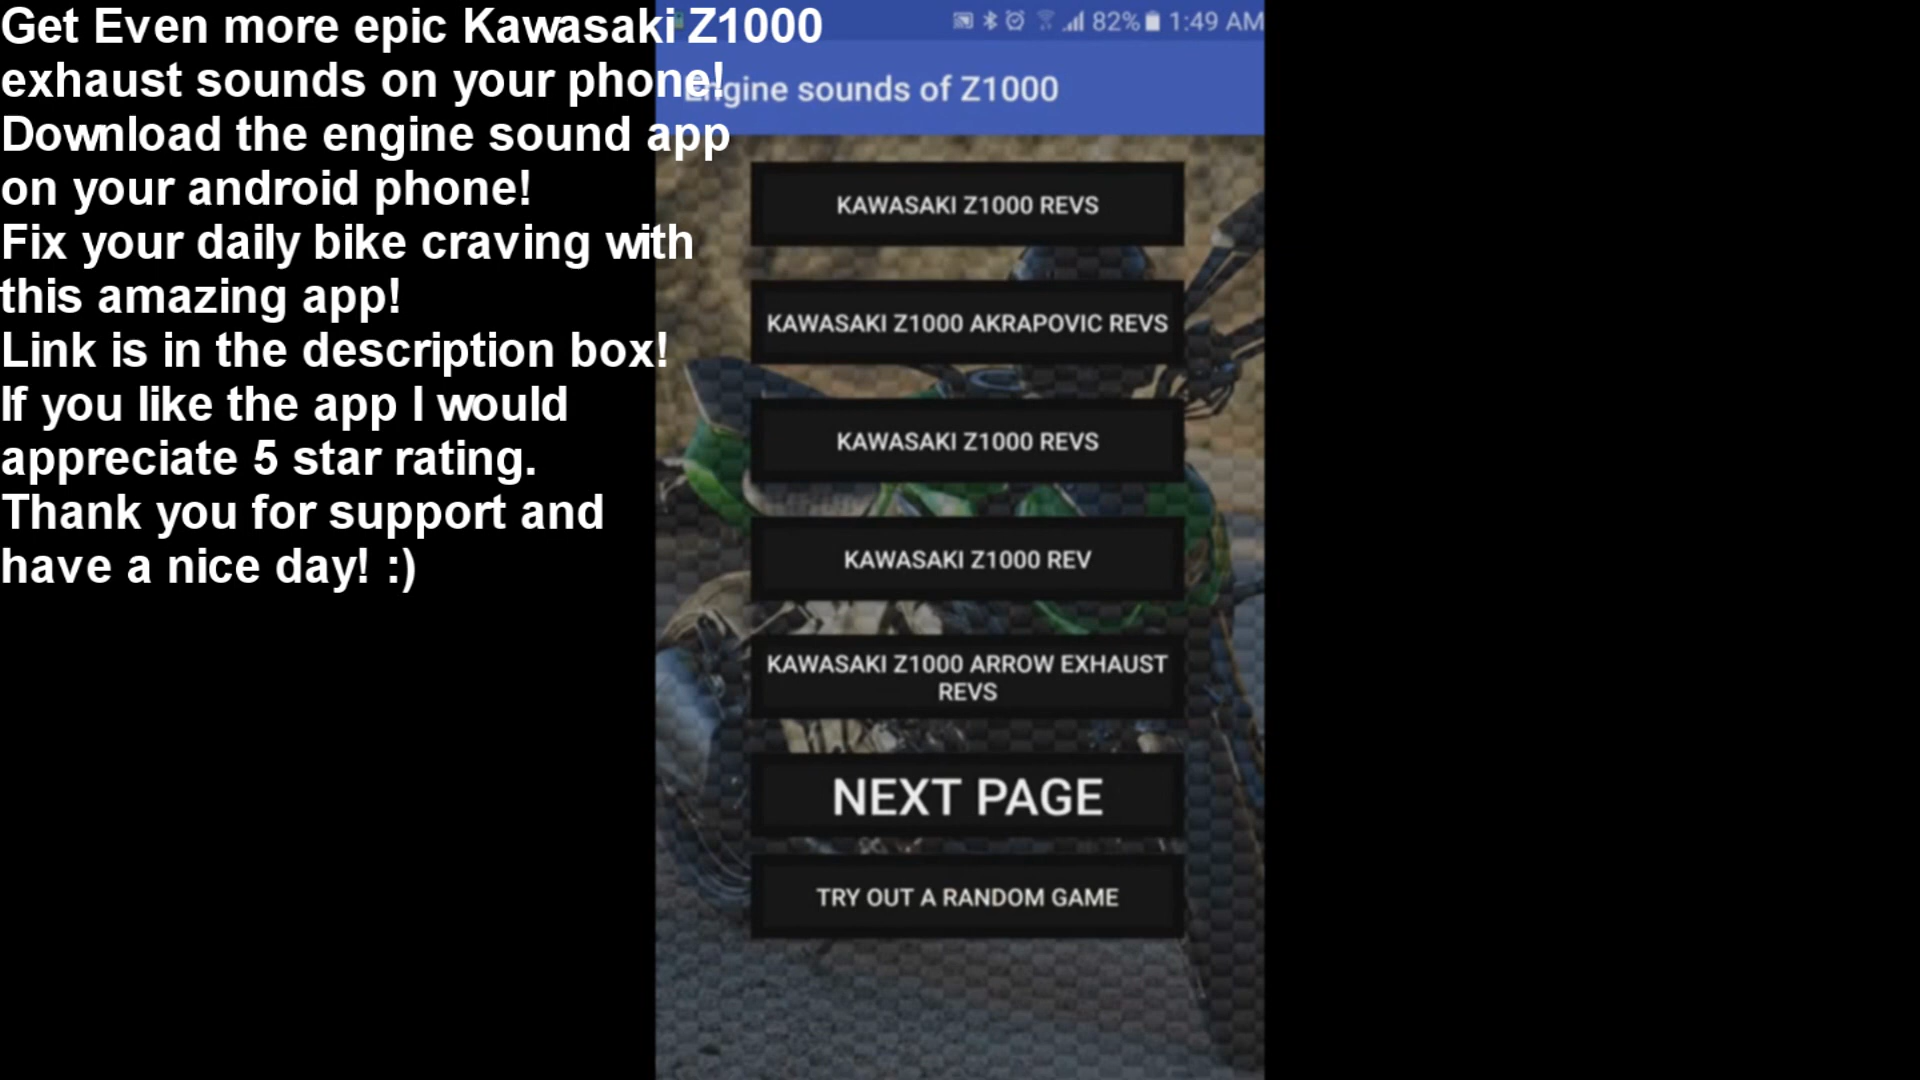 Get Even more epic Kawasaki Z1000
exhaust sounds on your phone!
Download the engine sound app
on your android phone!
Fix your daily bike craving with
this amazing app!
Link is in the description box!
If you like the app I would
appreciate 5 star rating.
Thank you for support and
have a nice day! :)
82% 1:49 AM
Engine sounds of Z1000
KAWASAKI Z1000 REVS
KAWASAKI Z1000 AKRAPOVIC REVS
KAWASAKI Z1000 REVS
KAWASAKI Z1000 REV
KAWASAKI Z1000 ARROW EXHAUST
REVS
NEXT PAGE
TRY OUT A RANDOM GAME